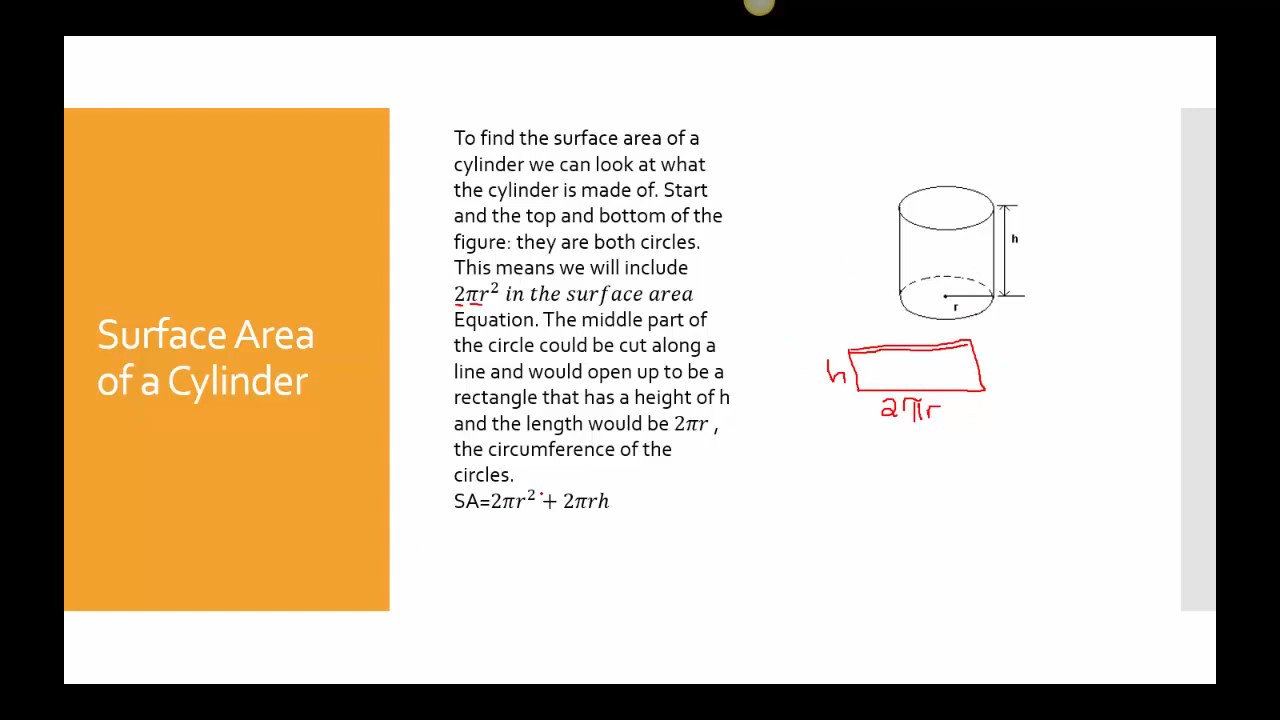 Surface Area
of a Cylinder
To find the surface area of a
cylinder we can look at what
the cylinder is made of. Start
and the top and bottom of the
figure: they are both circles.
This means we will include
2πr² in the surface area
Equation. The middle part of
the circle could be cut along a
line and would open up to be a
rectangle that has a height of h
and the length would be 2πr ,
the circumference of the
circles.
SA=2πr² + 2πrh
h
r
h
2πr